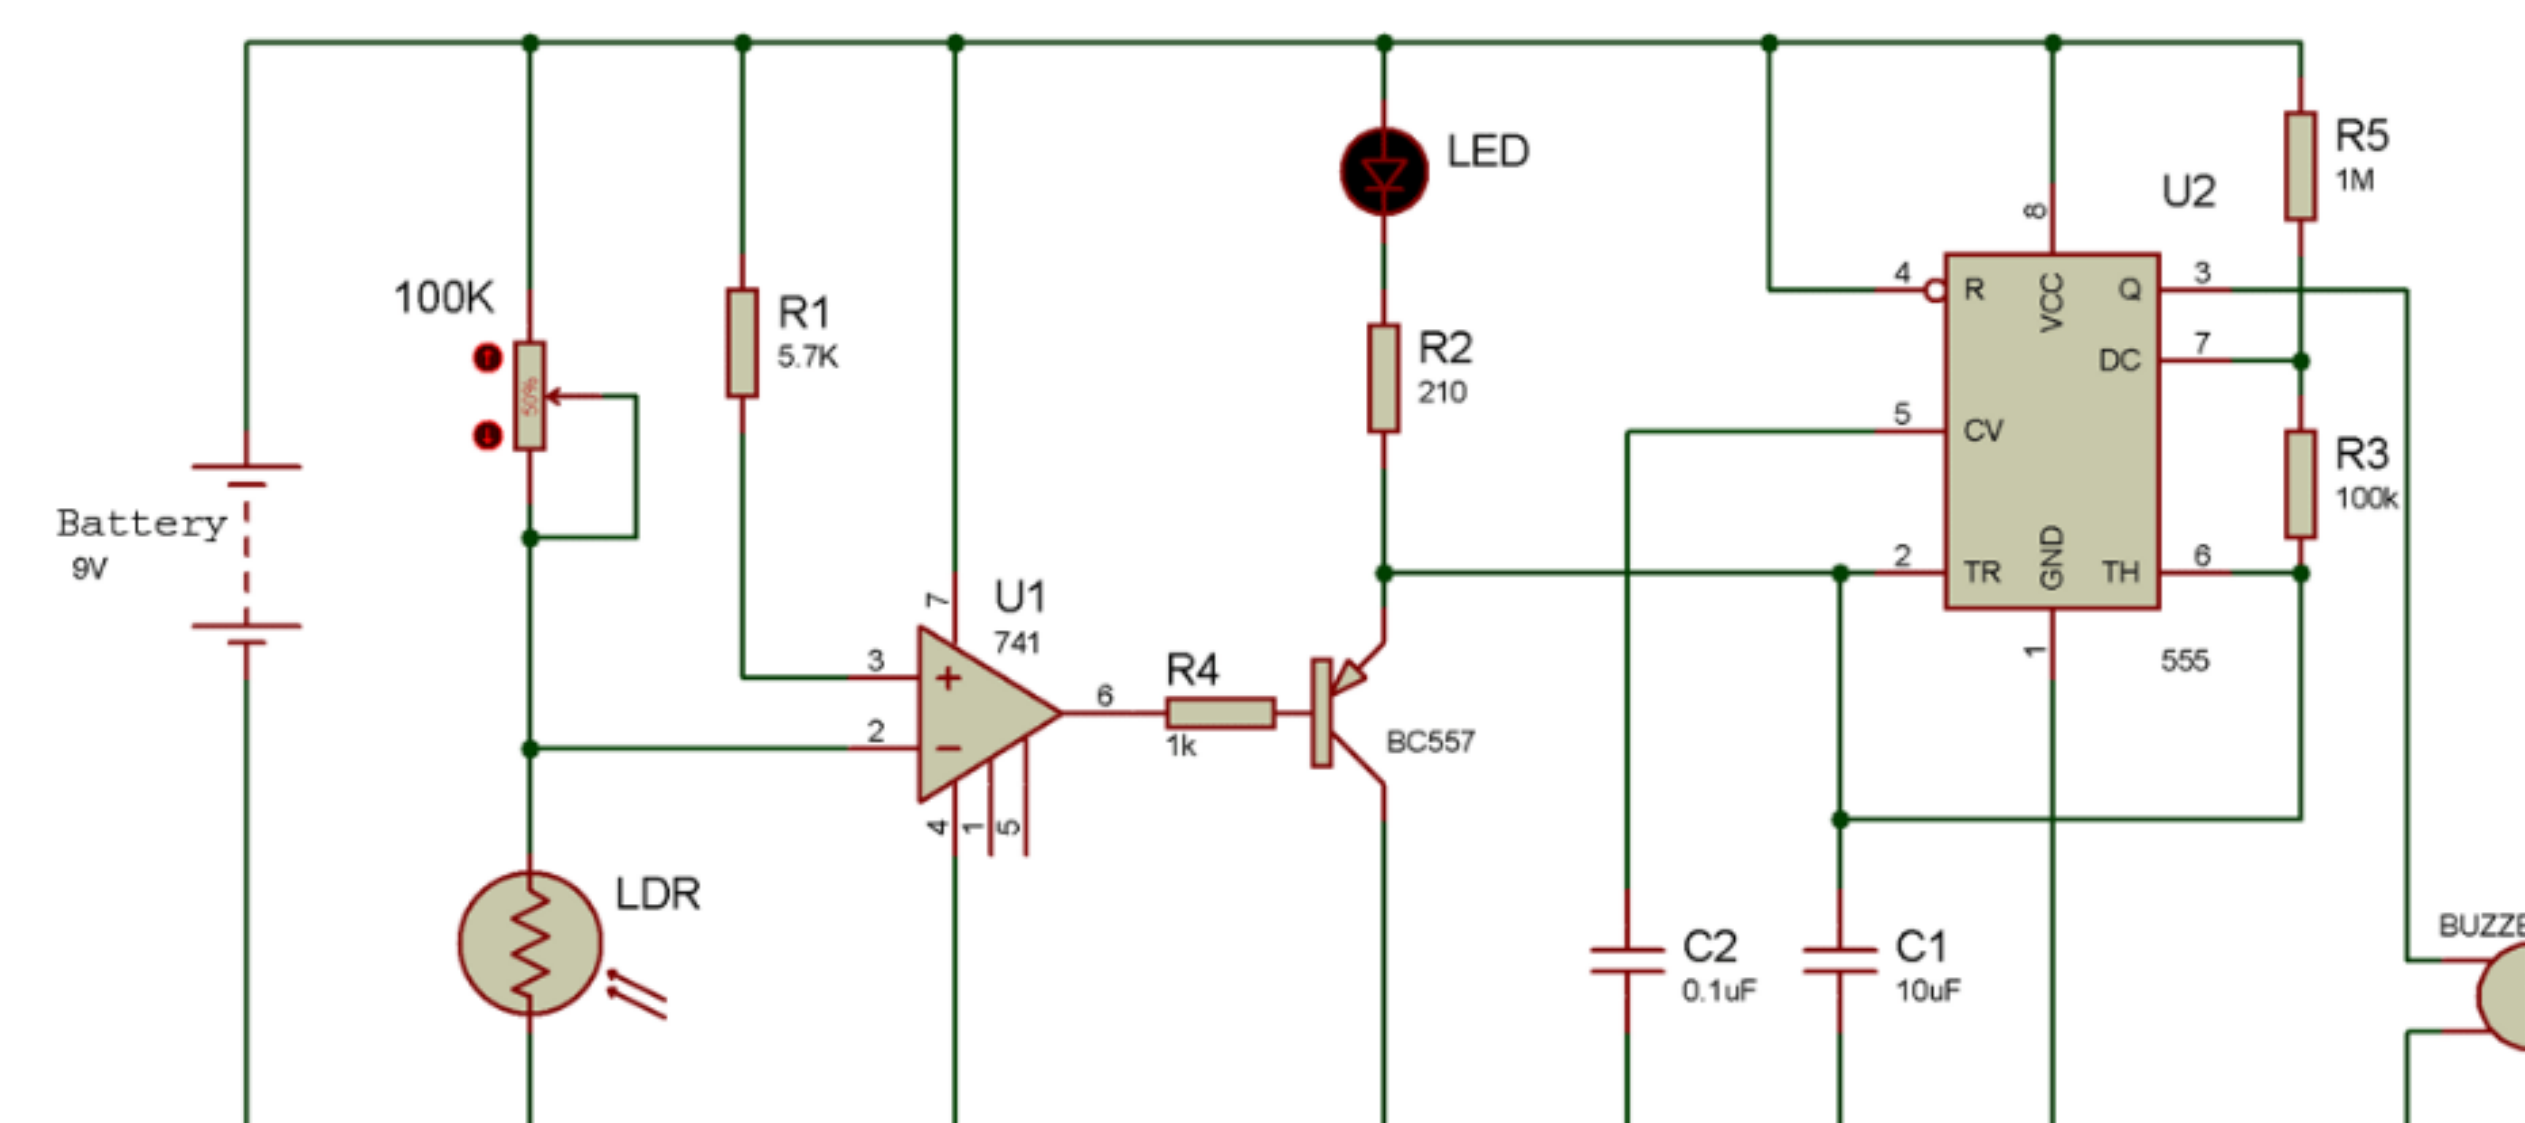 LED
R5
1M
U2
8
100K
4
R
VCC
Q
3
R1
5.7K
50%
R2
210
DC
7
5
CV
R3
100k
Battery
9V
GND
2
TR
TH
6
7
U1
741
1
555
3
+
R4
6
1k
2
−
BC557
4
1
5
LDR
C2
0.1uF
C1
10uF
BUZZE